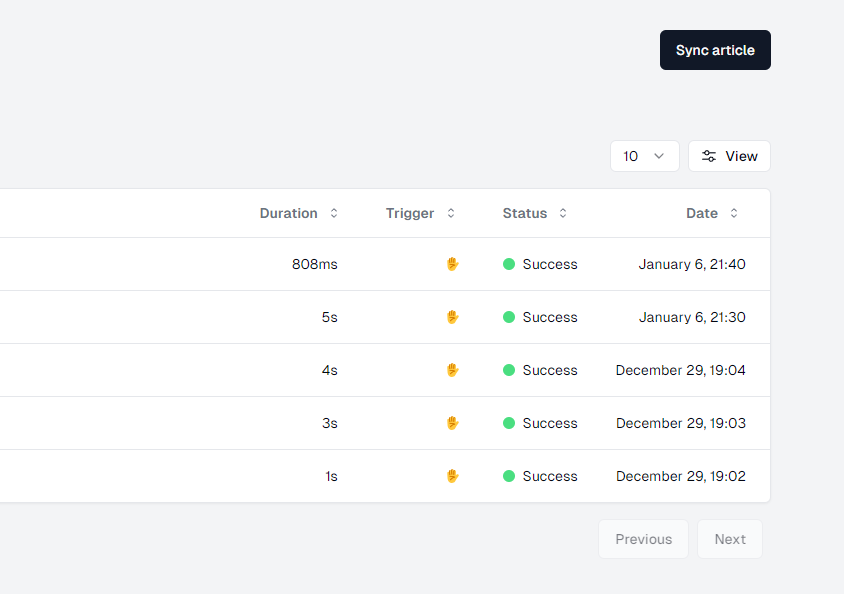 Sync article
10 View
Duration Trigger Status Date
808ms ✋ Success January 6, 21:40
5s ✋ Success January 6, 21:30
4s ✋ Success December 29, 19:04
3s ✋ Success December 29, 19:03
1s ✋ Success December 29, 19:02
Previous Next